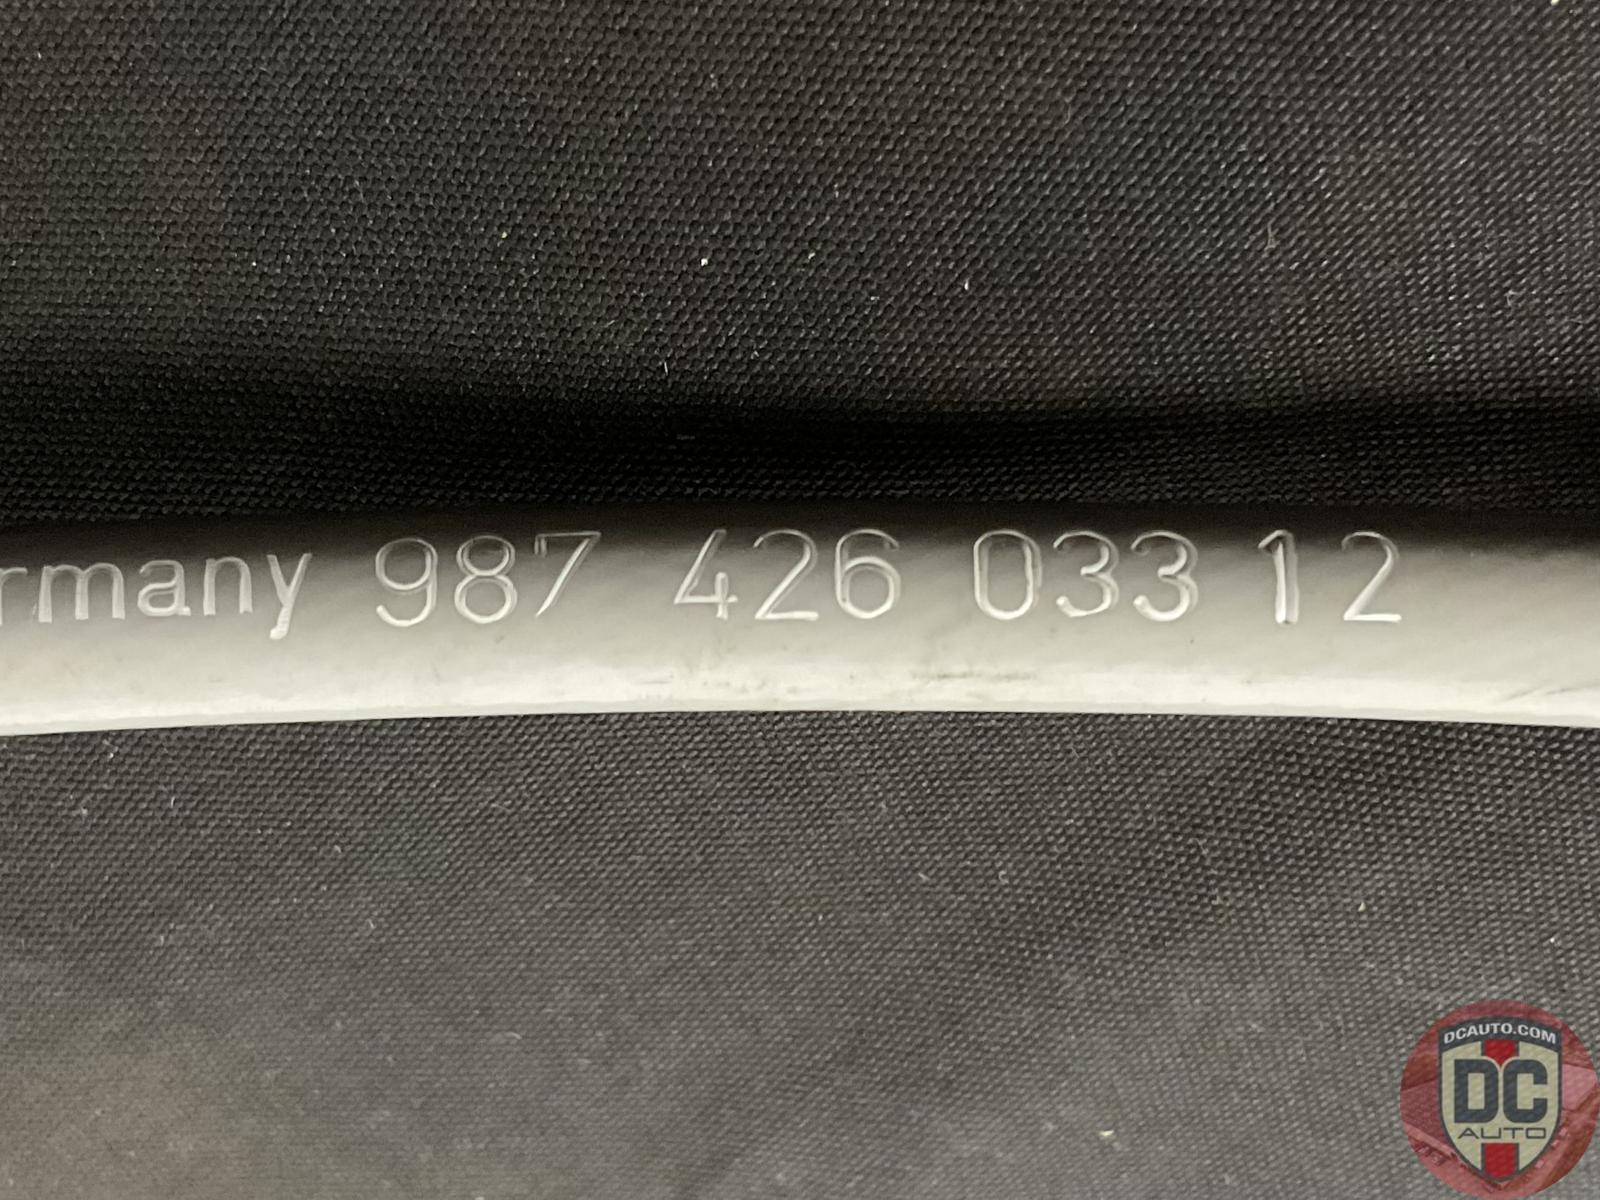 rmany 987 426 033 12
DCAUTO.COM
DC
AUTO